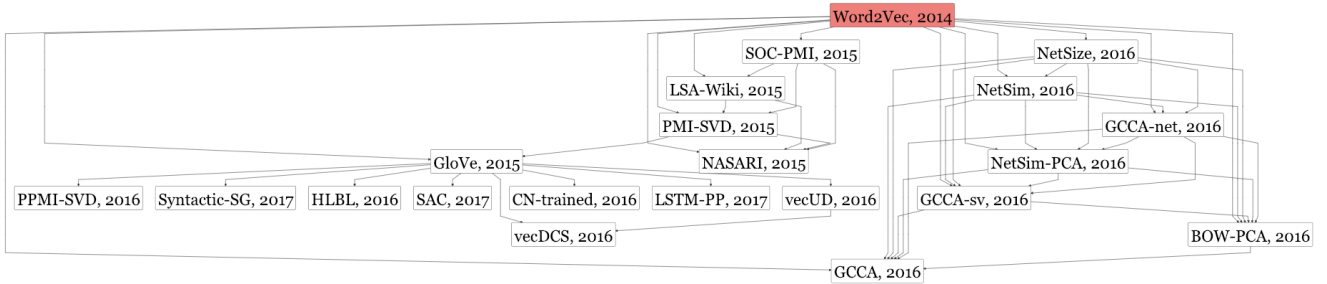 Word2Vec, 2014
SOC-PMI, 2015
NetSize, 2016
LSA-Wiki, 2015
NetSim, 2016
PMI-SVD, 2015
GCCA-net, 2016
GloVe, 2015
NASARI, 2015
NetSim-PCA, 2016
PPMI-SVD, 2016
Syntactic-SG, 2017
HLBL, 2016
SAC, 2017
CN-trained, 2016
LSTM-PP, 2017
vecUD, 2016
GCCA-sv, 2016
vecDCS, 2016
BOW-PCA, 2016
GCCA, 2016